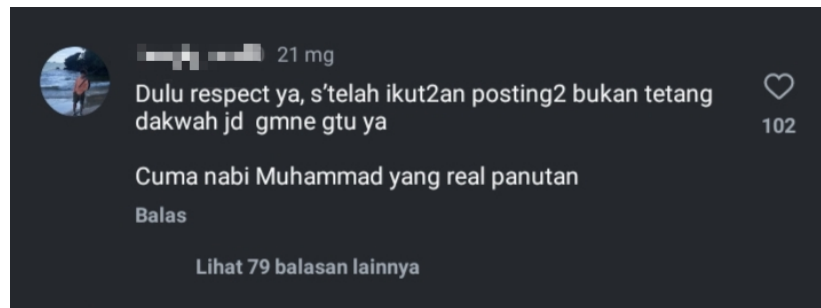 21 mg
Dulu respect ya, s'telah ikut2an posting2 bukan tetang
dakwah jd gmne gtu ya
102
Cuma nabi Muhammad yang real panutan
Balas
Lihat 79 balasan lainnya